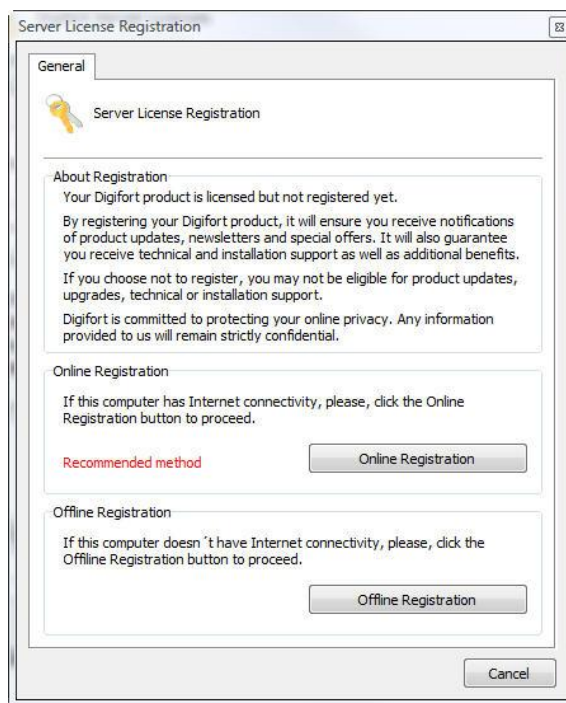 Server License Registration
General
Server License Registration
About Registration
Your Digifort product is licensed but not registered yet.
By registering your Digifort product, it will ensure you receive notifications
of product updates, newsletters and special offers. It will also guarantee
you receive technical and installation support as well as additional benefits.
If you choose not to register, you may not be eligible for product updates,
upgrades, technical or installation support.
Digifort is committed to protecting your online privacy. Any information
provided to us will remain strictly confidential.
Online Registration
If this computer has Internet connectivity, please, click the Online
Registration button to proceed.
Recommended method
Online Registration
Offline Registration
If this computer doesn´t have Internet connectivity, please, click the
Offiline Registration button to proceed.
Offline Registration
Cancel